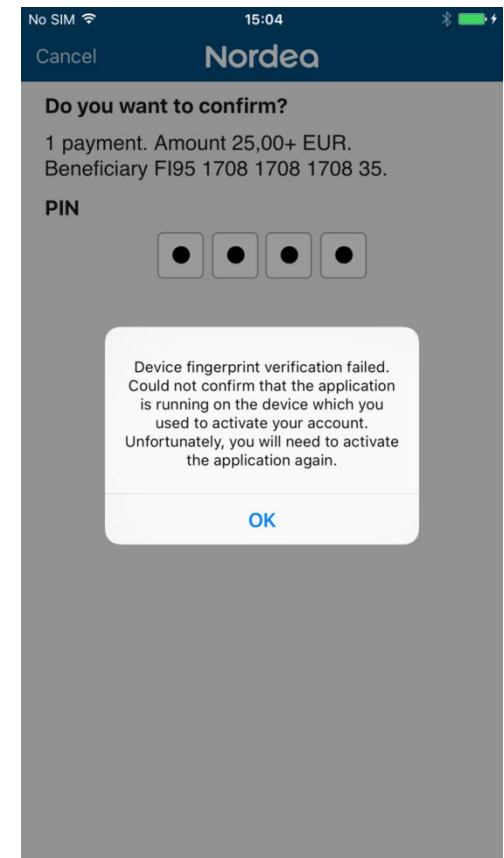 No SIM 15:04
Cancel Nordea
Do you want to confirm?
1 payment. Amount 25,00+ EUR.
Beneficiary FI95 1708 1708 1708 35.
PIN
Device fingerprint verification failed.
Could not confirm that the application
is running on the device which you
used to activate your account.
Unfortunately, you will need to activate
the application again.
OK